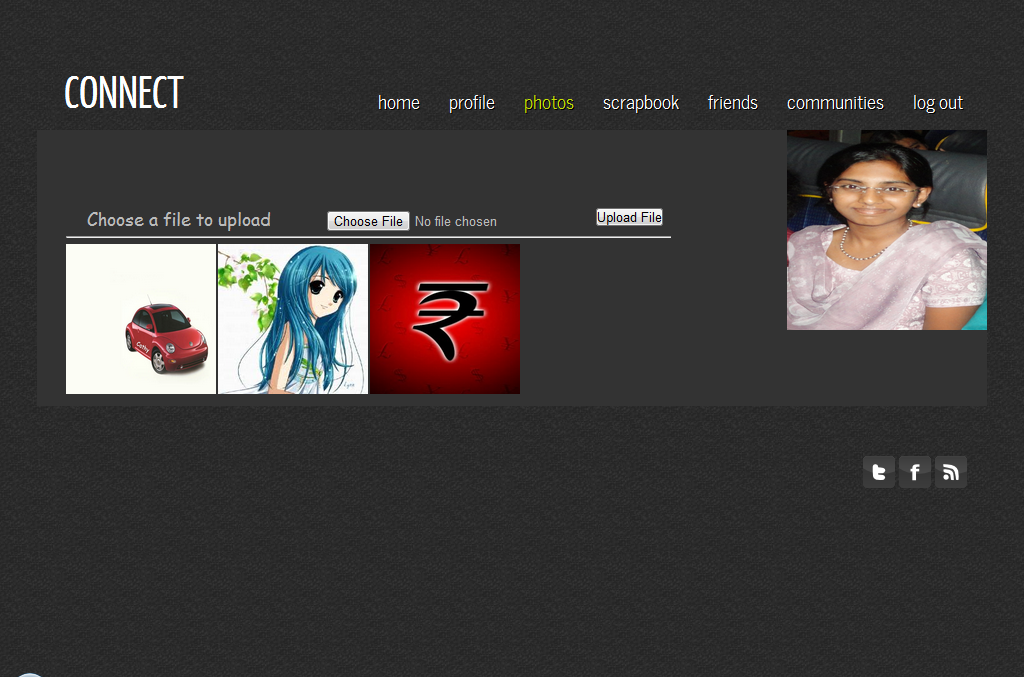 CONNECT
home profile photos scrapbook friends communities log out
Choose a file to upload Choose File No file chosen Upload File
Cathy
₹